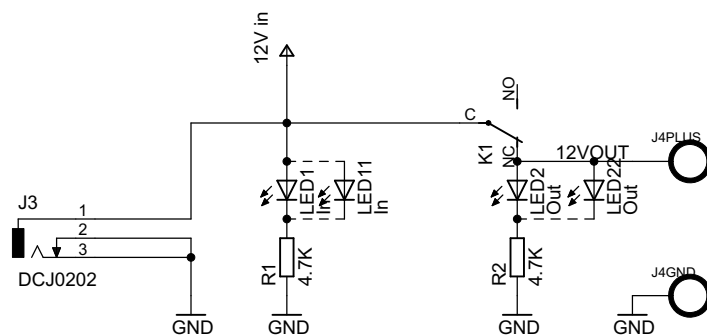 12V in
NO
C
K1
NC
12VOUT
J4PLUS
LED1
In
LED11
In
LED2
Out
LED22
Out
J3
1
2
3
DCJ0202
R1
4.7K
R2
4.7K
J4GND
GND
GND
GND
GND